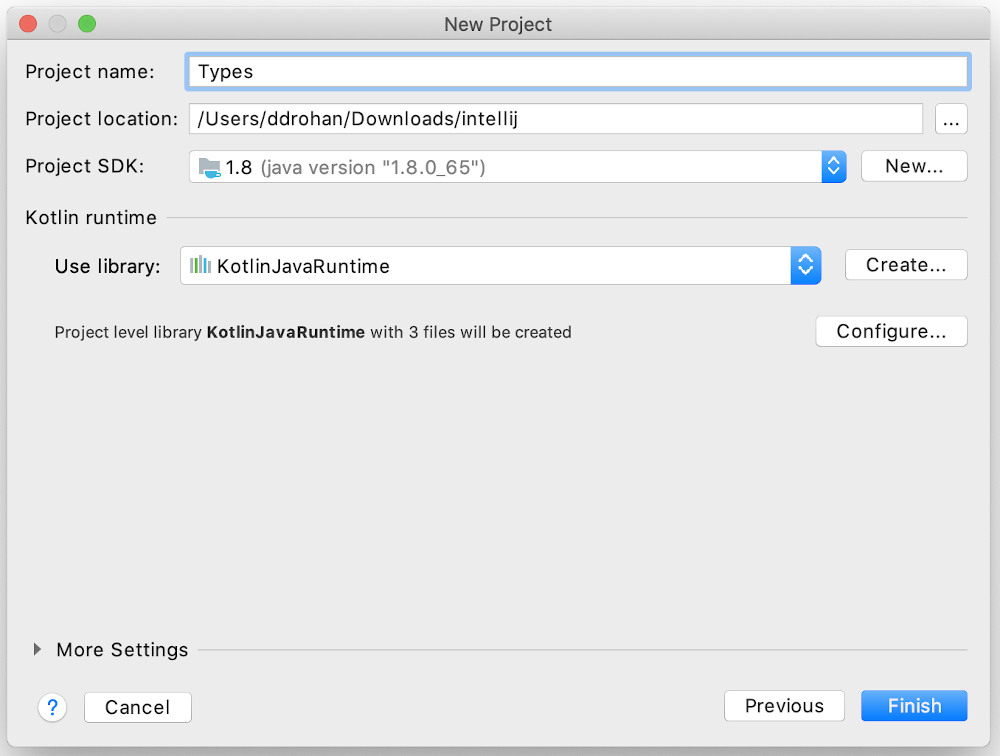 New Project
Project name: Types
Project location: /Users/ddrohan/Downloads/intellij ...
Project SDK: 1.8 (java version "1.8.0_65") New...
Kotlin runtime
Use library: KotlinJavaRuntime Create...
Project level library KotlinJavaRuntime with 3 files will be created Configure...
More Settings
? Cancel Previous Finish